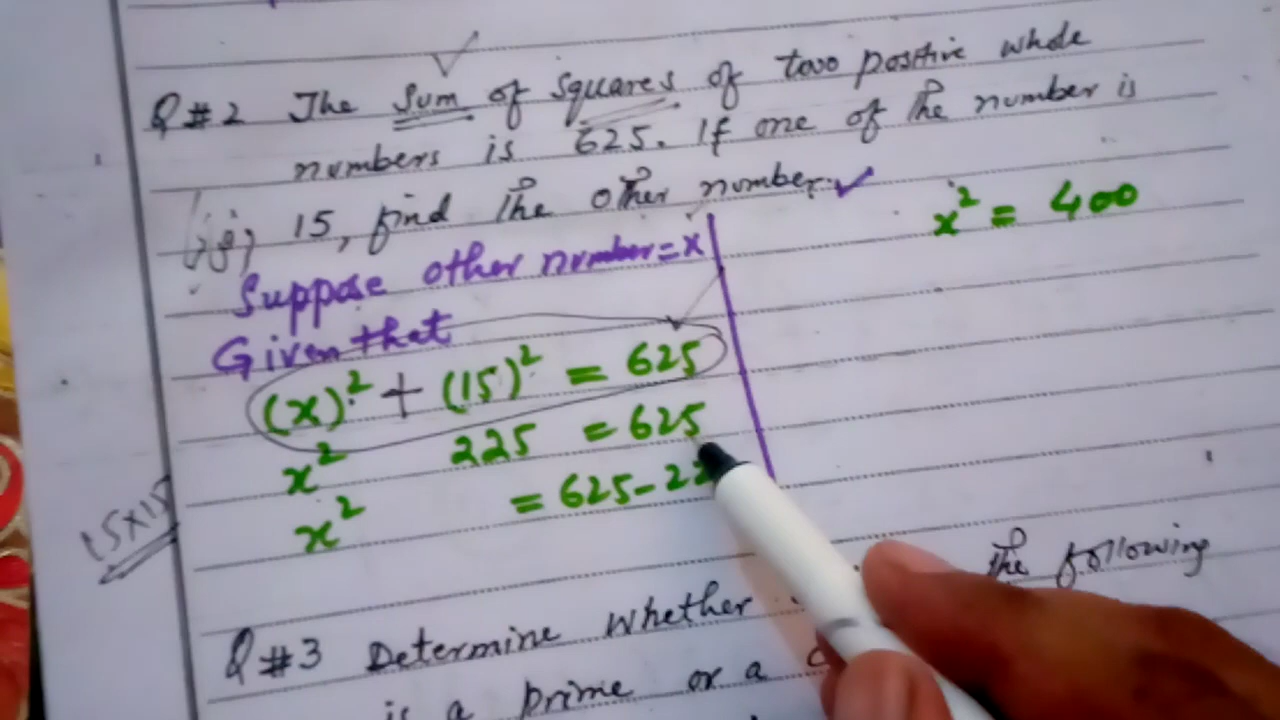 Q#2 The Sum of Squares of two positive whole
numbers is 625. If one of the number is
15, find the other number.
Suppose other number=x
Given that
(x)² + (15)² = 625
x² 225 = 625
x² = 625-22
x² = 400
15x15
Q#3 Determine whether the following
is a prime or a